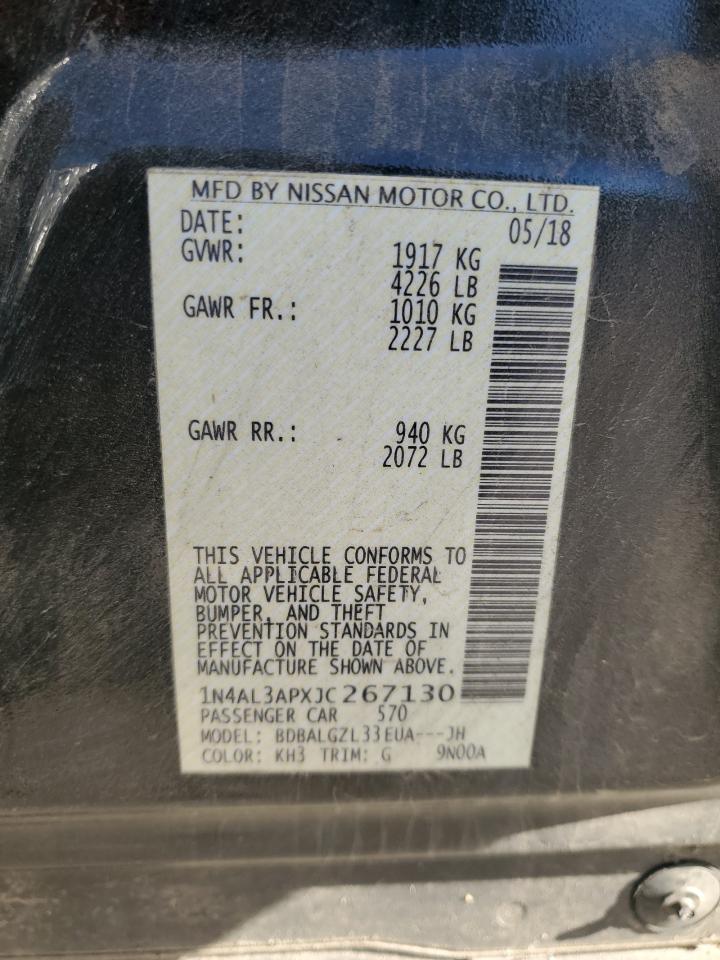 MFD BY NISSAN MOTOR CO., LTD.
DATE: 05/18
GVWR: 1917 KG
4226 LB
GAWR FR.: 1010 KG
2227 LB
GAWR RR.: 940 KG
2072 LB
THIS VEHICLE CONFORMS TO
ALL APPLICABLE FEDERAL
MOTOR VEHICLE SAFETY,
BUMPER, AND THEFT
PREVENTION STANDARDS IN
EFFECT ON THE DATE OF
MANUFACTURE SHOWN ABOVE.
1N4AL3APXJC267130
PASSENGER CAR 570
MODEL: BDBALGZL33EUA---JH
COLOR: KH3 TRIM: G 9N00A